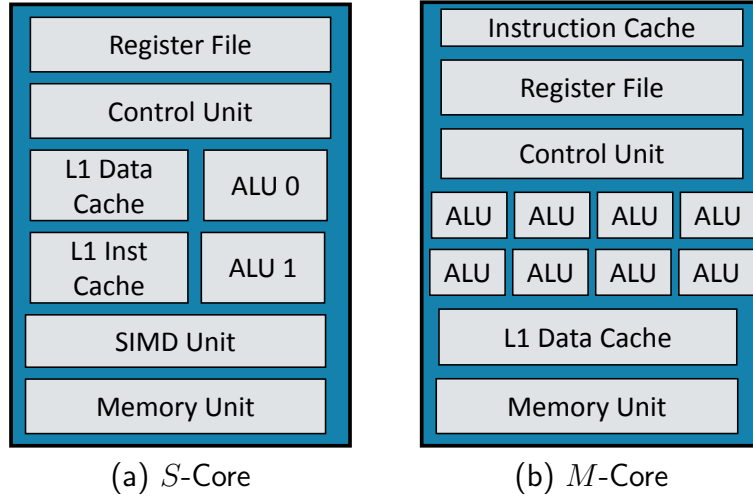 Register File
Control Unit
L1 Data
Cache
ALU 0
L1 Inst
Cache
ALU 1
SIMD Unit
Memory Unit
(a) S-Core
Instruction Cache
Register File
Control Unit
ALU ALU ALU ALU
ALU ALU ALU ALU
L1 Data Cache
Memory Unit
(b) M-Core